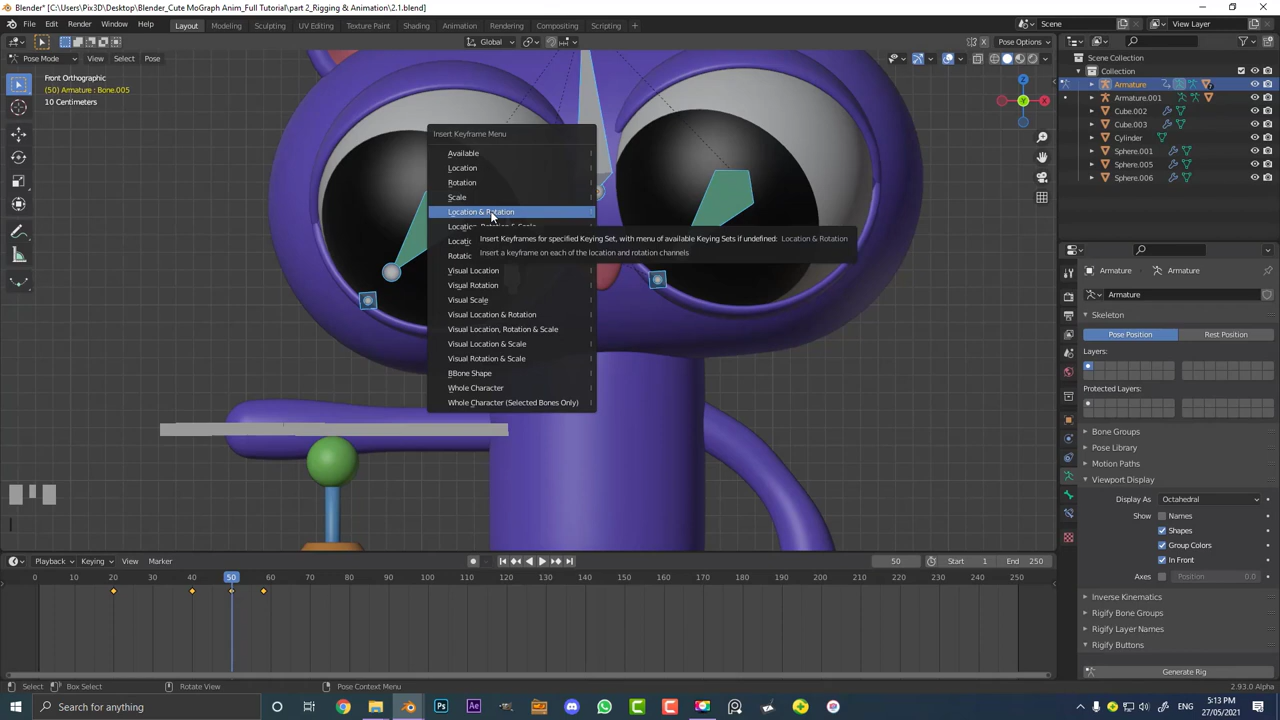 Blender* [C:\Users\Pix3D\Desktop\Blender_Cute MoGraph Anim_Full Tutorial\part 2_Rigging & Animation\2.1.blend]
File Edit Render Window Help Layout Modeling Sculpting UV Editing Texture Paint Shading Animation Rendering Compositing Scripting Scene View Layer
Global Pose Options
Pose Mode View Select Pose
Front Orthographic
(50) Armature : Bone.005
10 Centimeters
Insert Keyframe Menu
Available I
Location I
Rotation I
Scale I
Location & Rotation I
Location, Rotation & Scale I
Locatic
Rotatic
Insert Keyframes for specified Keying Set, with menu of available Keying Sets if undefined: Location & Rotation
Insert a keyframe on each of the location and rotation channels
Visual Location I
Visual Rotation I
Visual Scale I
Visual Location & Rotation I
Visual Location, Rotation & Scale I
Visual Location & Scale I
Visual Rotation & Scale I
BBone Shape I
Whole Character I
Whole Character (Selected Bones Only) I
Z
Y
X
Scene Collection
Collection
Armature
Armature.001
Cube.002
Cube.003
Cylinder
Sphere.001
Sphere.005
Sphere.006
Armature Armature
Armature
Skeleton
Pose Position Rest Position
Layers:
Protected Layers:
Bone Groups
Pose Library
Motion Paths
Viewport Display
Display As Octahedral
Show Names
Shapes
Group Colors
In Front
Axes Position 0.0
Inverse Kinematics
Rigify Bone Groups
Rigify Layer Names
Rigify Buttons
Generate Rig
Playback Keying View Marker 50 Start 1 End 250
0 20 40 50 60 70 80 90 100 110 120 130 140 150 160 170 180 190 200 210 220 230 240 250
Select Box Select Rotate View Pose Context Menu 2.93.0 Alpha
Search for anything
Ps Ae
ENG
5:13 PM
27/05/2021